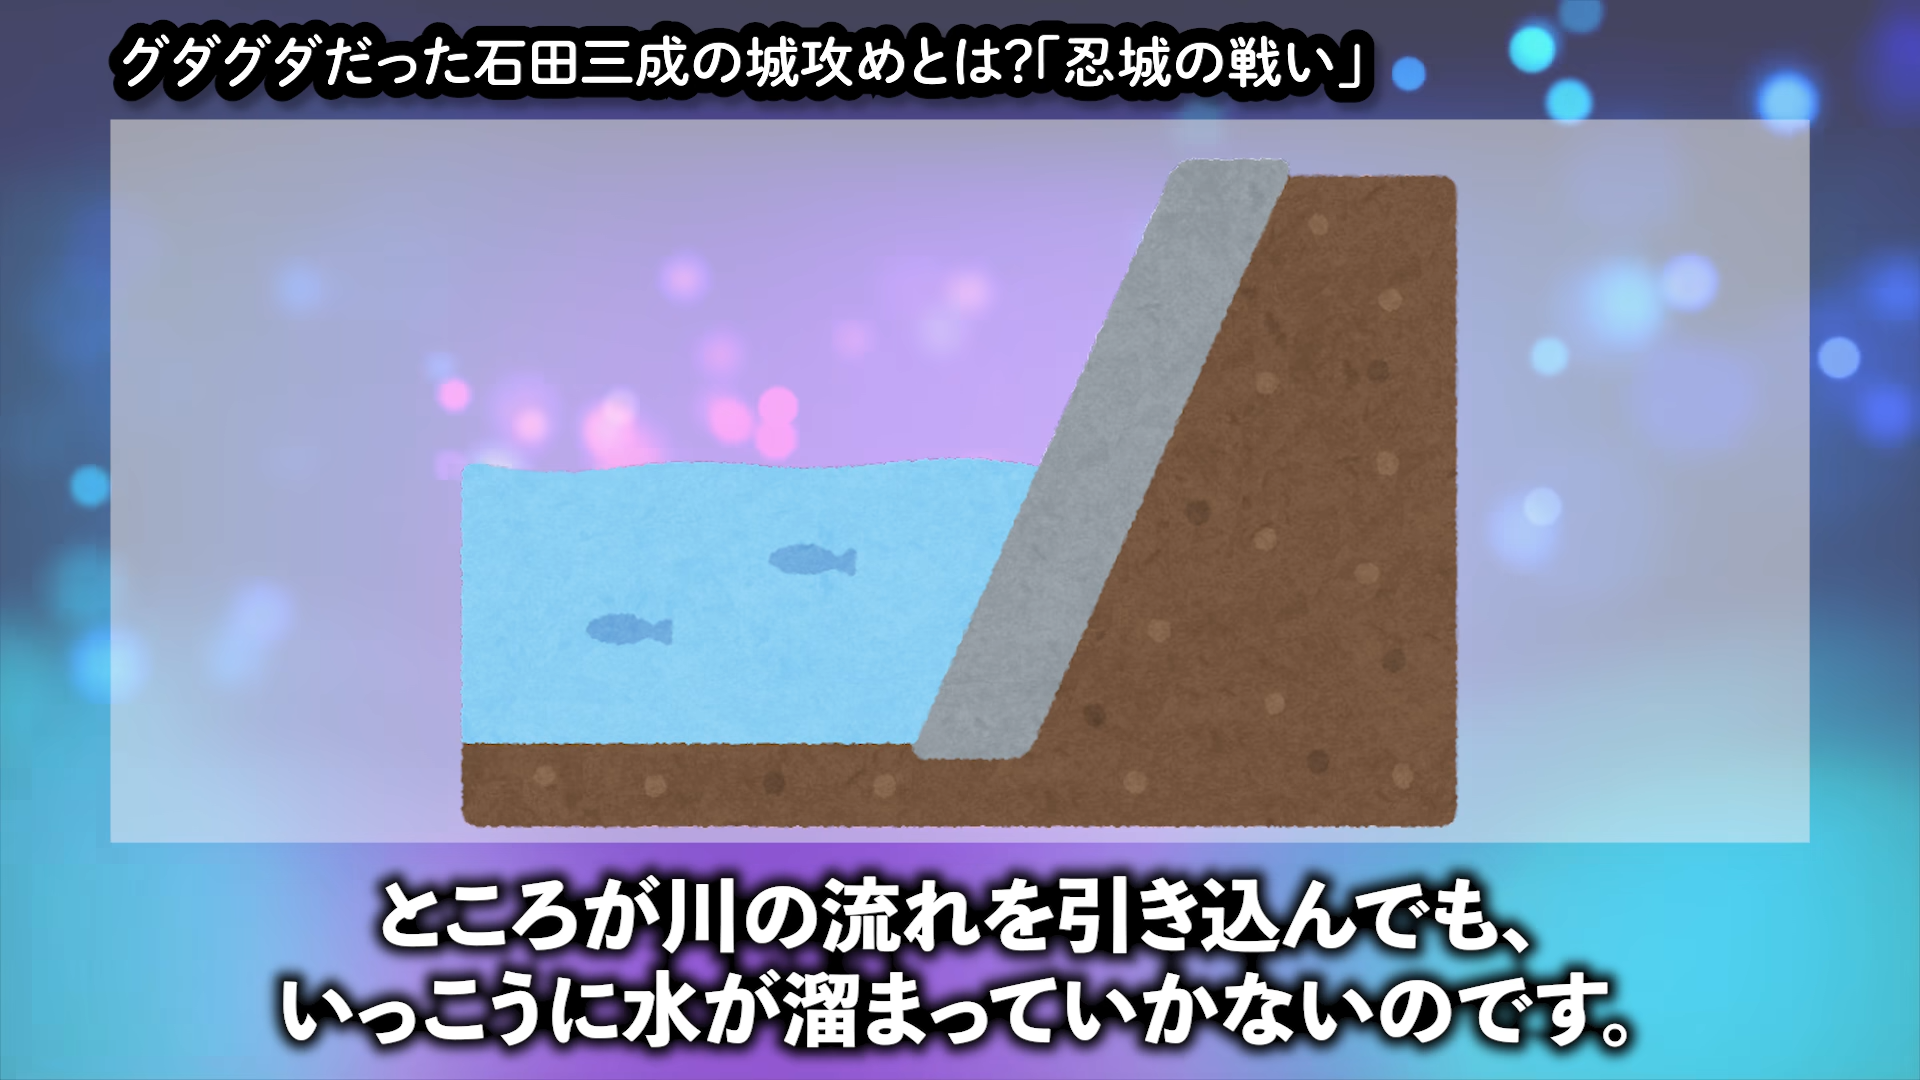 グダグダだった石田三成の城攻めとは?「忍城の戦い」
ところが川の流れを引き込んでも、
いっこうに水が溜まっていかないのです。